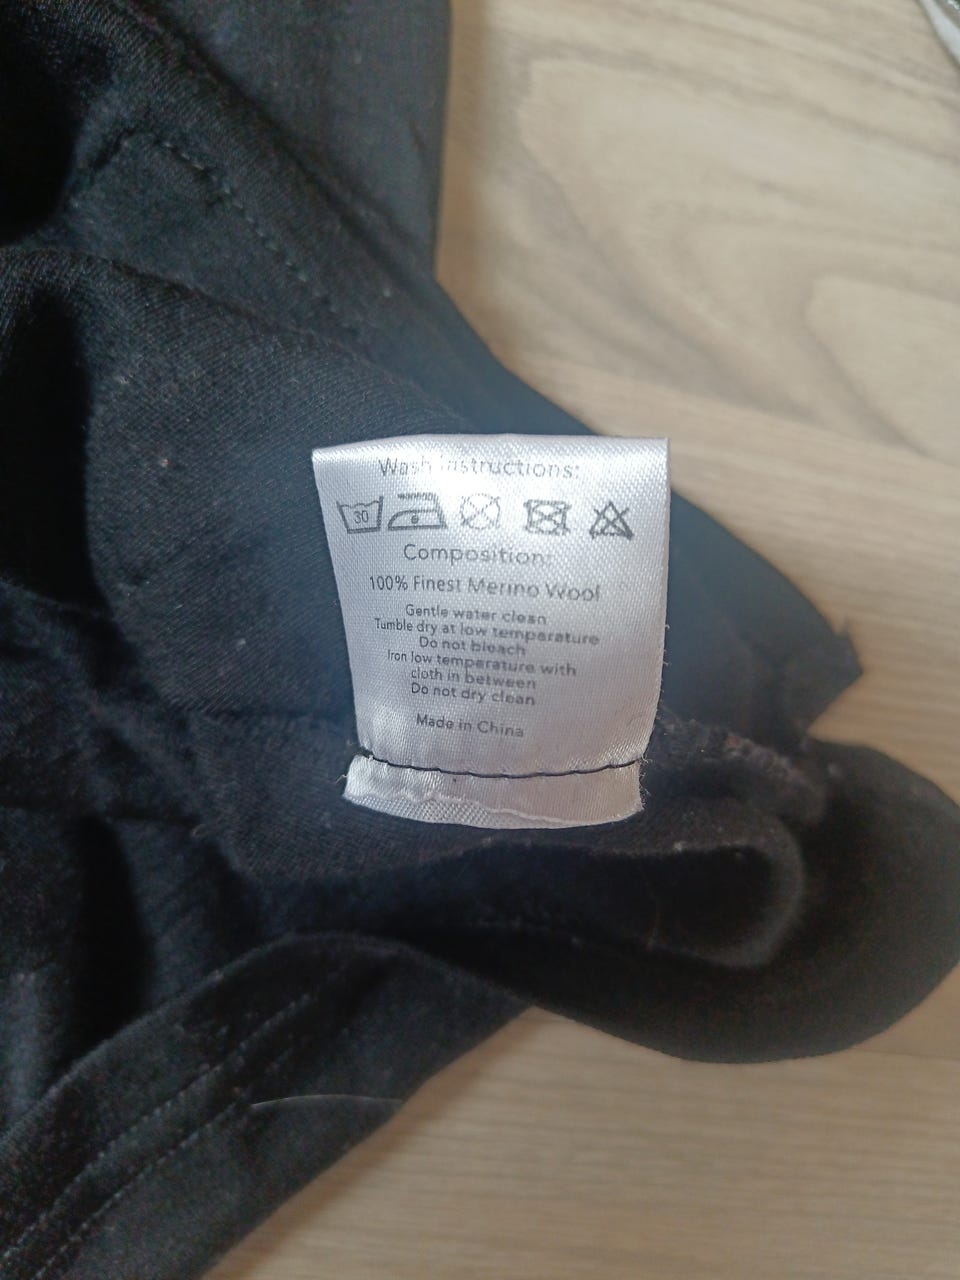 Wash instructions:
30
Composition:
100% Finest Merino Wool
Gentle water clean
Tumble dry at low temperature
Do not bleach
Iron low temperature with
cloth in between
Do not dry clean
Made in China